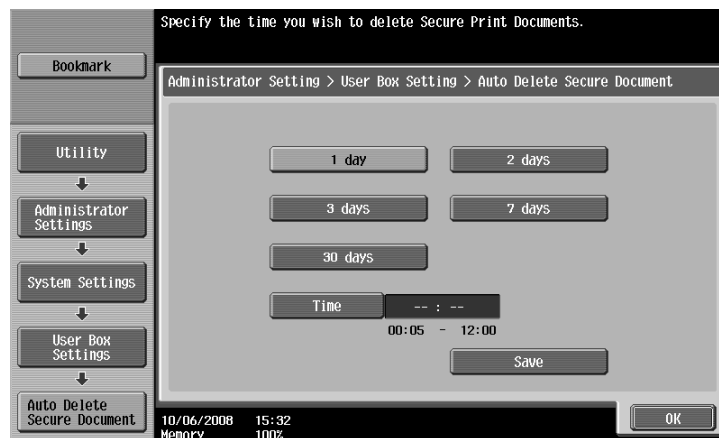 Specify the time you wish to delete Secure Print Documents.
Bookmark
Administrator Setting > User Box Setting > Auto Delete Secure Document
Utility
Administrator
Settings
System Settings
User Box
Settings
Auto Delete
Secure Document
1 day
2 days
3 days
7 days
30 days
Time
-- : --
00:05 - 12:00
Save
10/06/2008 15:32
Memory 100%
OK